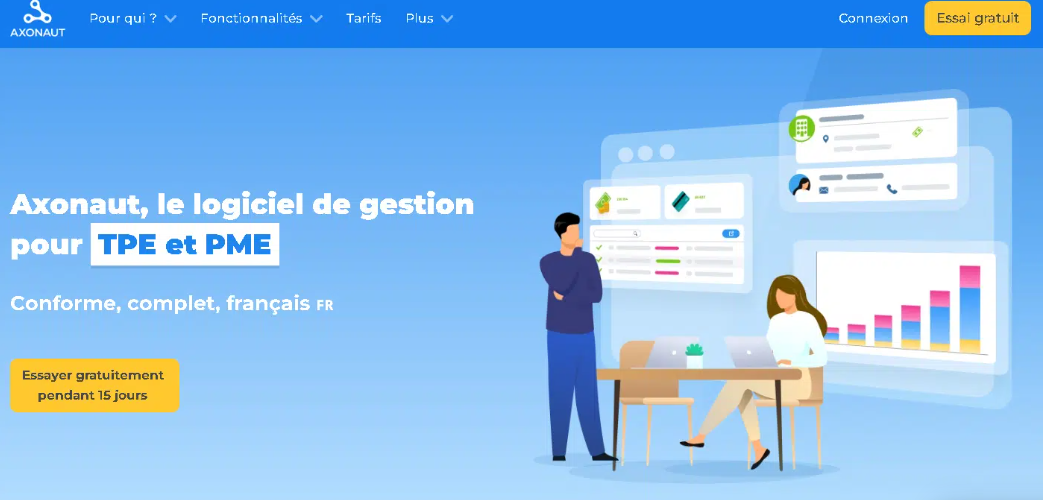 AXONAUT
Pour qui ?
Fonctionnalités
Tarifs
Plus
Connexion
Essai gratuit
Axonaut, le logiciel de gestion
pour TPE et PME
Conforme, complet, français FR
Essayer gratuitement
pendant 15 jours